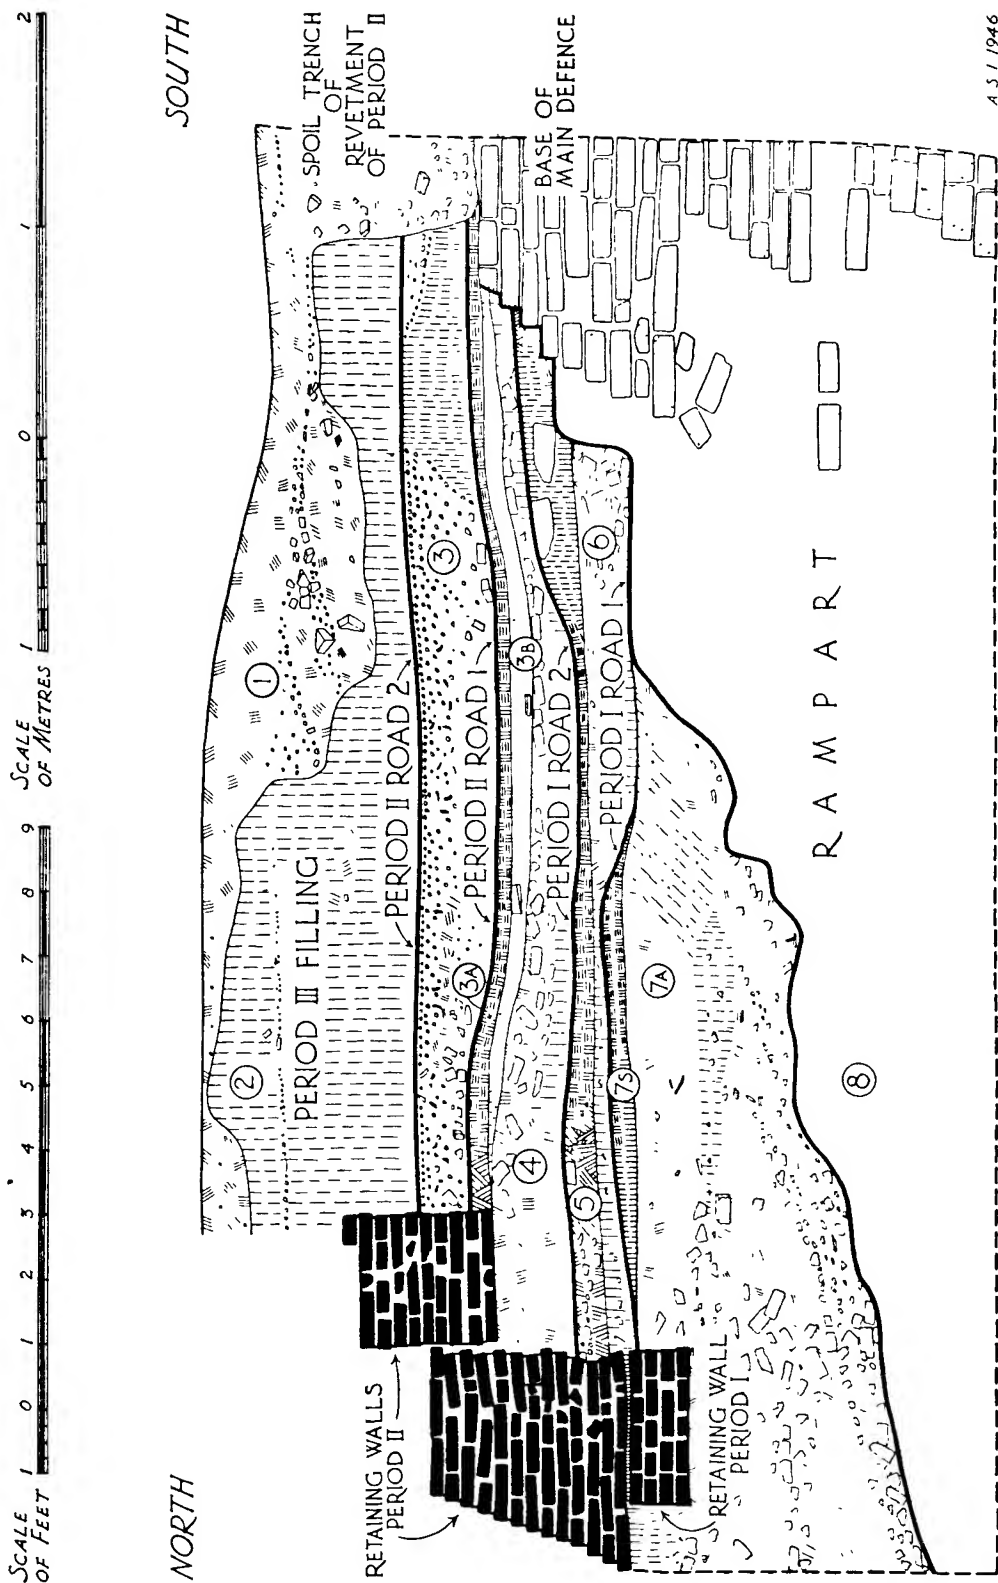 SCALE
OF FEET
1 0 1 2 3 4 5 6 7 8 9
SCALE
OF METRES
1 0 1 2
NORTH
SOUTH
SPOIL TRENCH
OF
REVETMENT
OF PERIOD II
BASE OF
MAIN DEFENCE
1
2
PERIOD III FILLING
PERIOD II ROAD 2
3
3A
PERIOD II ROAD 1
3B
4
PERIOD I ROAD 2
5
6
PERIOD I ROAD 1
7S
7A
8
RAMPART
RETAINING WALLS
PERIOD II
RETAINING WALL
PERIOD I
A S I 1946